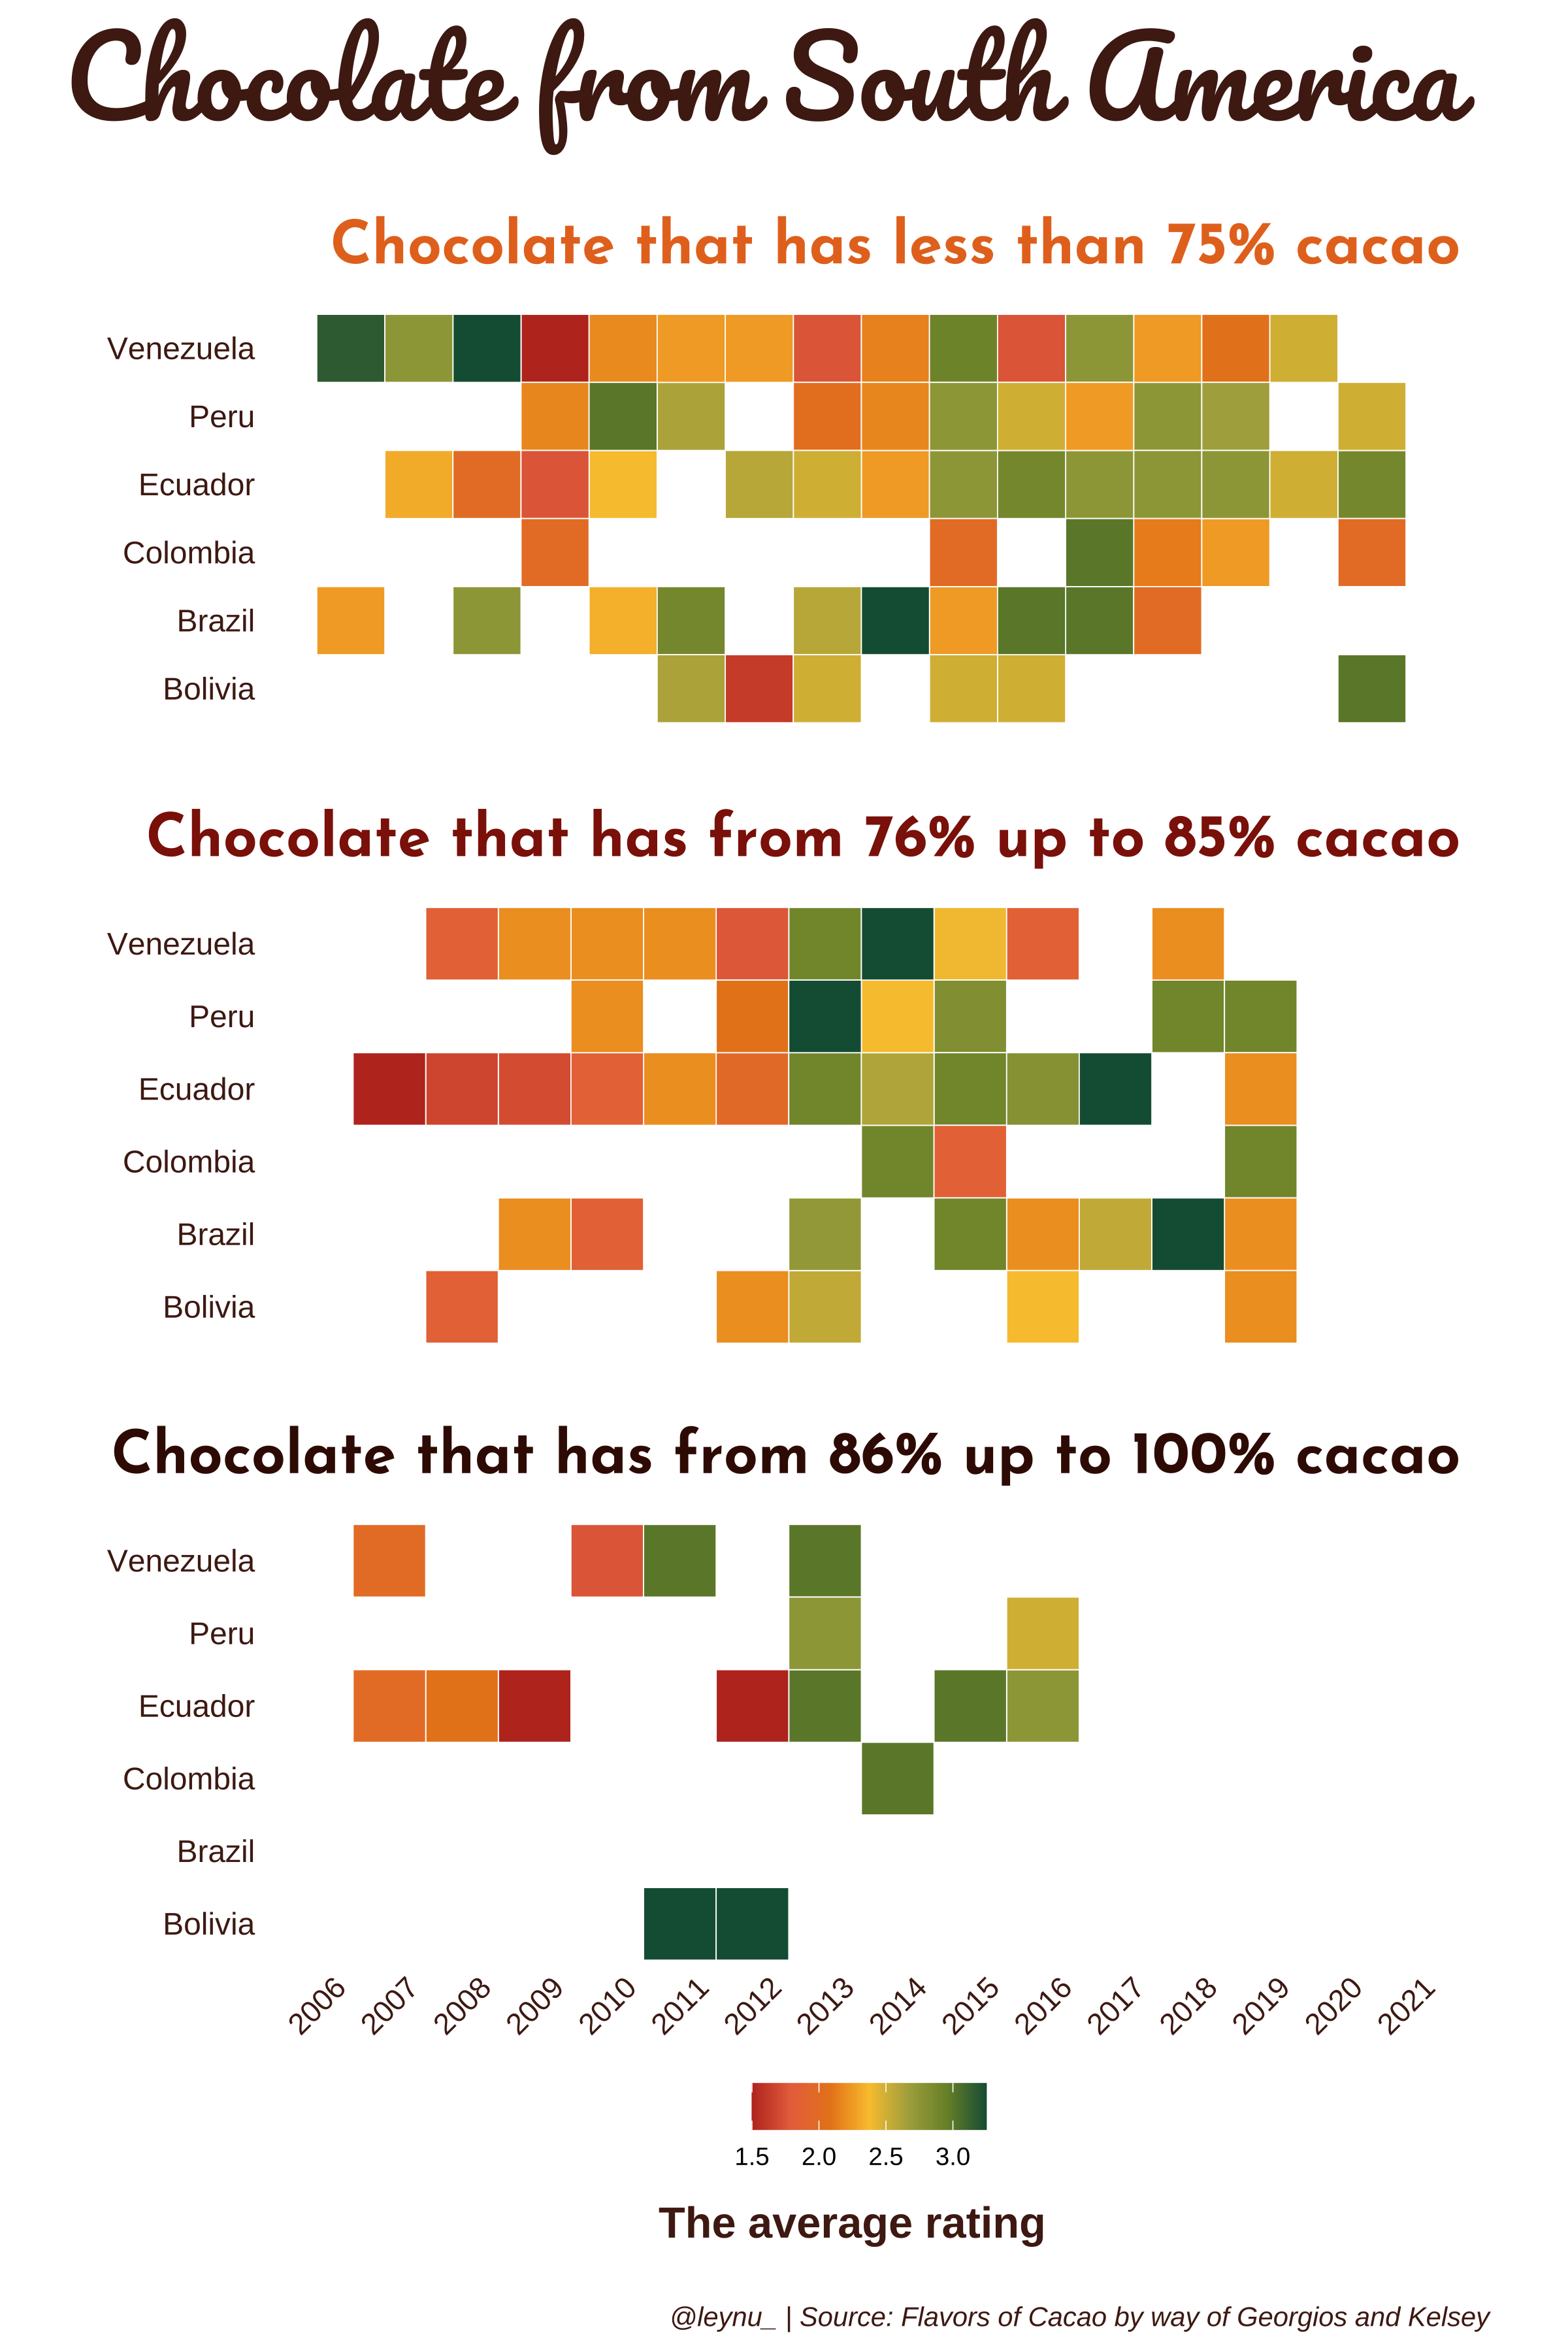 Chocolate from South America
Chocolate that has less than 75% cacao
Venezuela
Peru
Ecuador
Colombia
Brazil
Bolivia
Chocolate that has from 76% up to 85% cacao
Venezuela
Peru
Ecuador
Colombia
Brazil
Bolivia
Chocolate that has from 86% up to 100% cacao
Venezuela
Peru
Ecuador
Colombia
Brazil
Bolivia
2006 2007 2008 2009 2010 2011 2012 2013 2014 2015 2016 2017 2018 2019 2020 2021
1.5 2.0 2.5 3.0
The average rating
@leynu_ | Source: Flavors of Cacao by way of Georgios and Kelsey